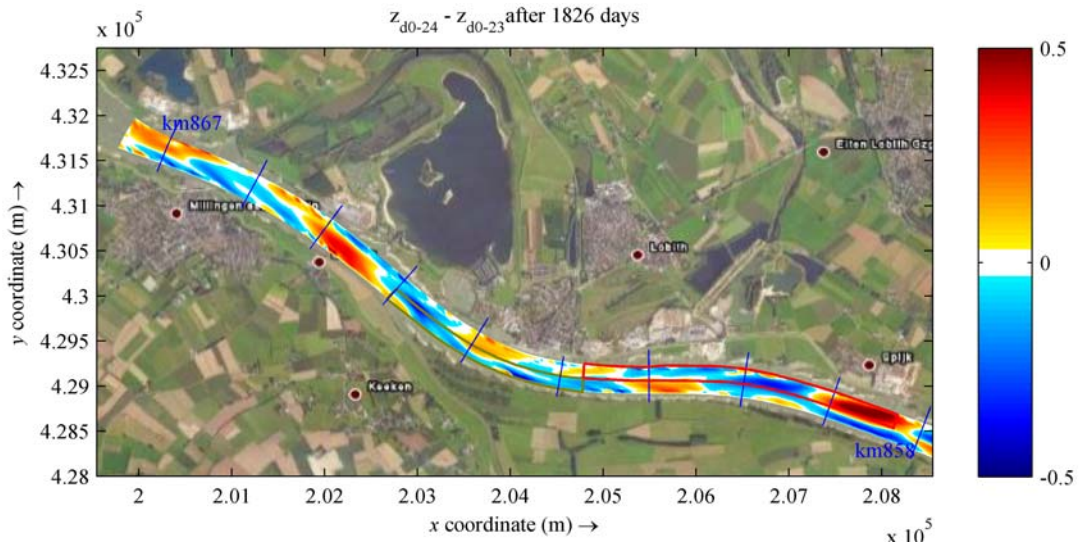 z_d0-24 - z_d0-23 after 1826 days
x 10^5
4.325
4.32
4.315
4.31
4.305
4.3
4.295
4.29
4.285
4.28
y coordinate (m) →
km867
Millingen
Lobith
Keeken
km858
2
2.01
2.02
2.03
2.04
2.05
2.06
2.07
2.08
x coordinate (m) →
x 10^5
0.5
0
-0.5